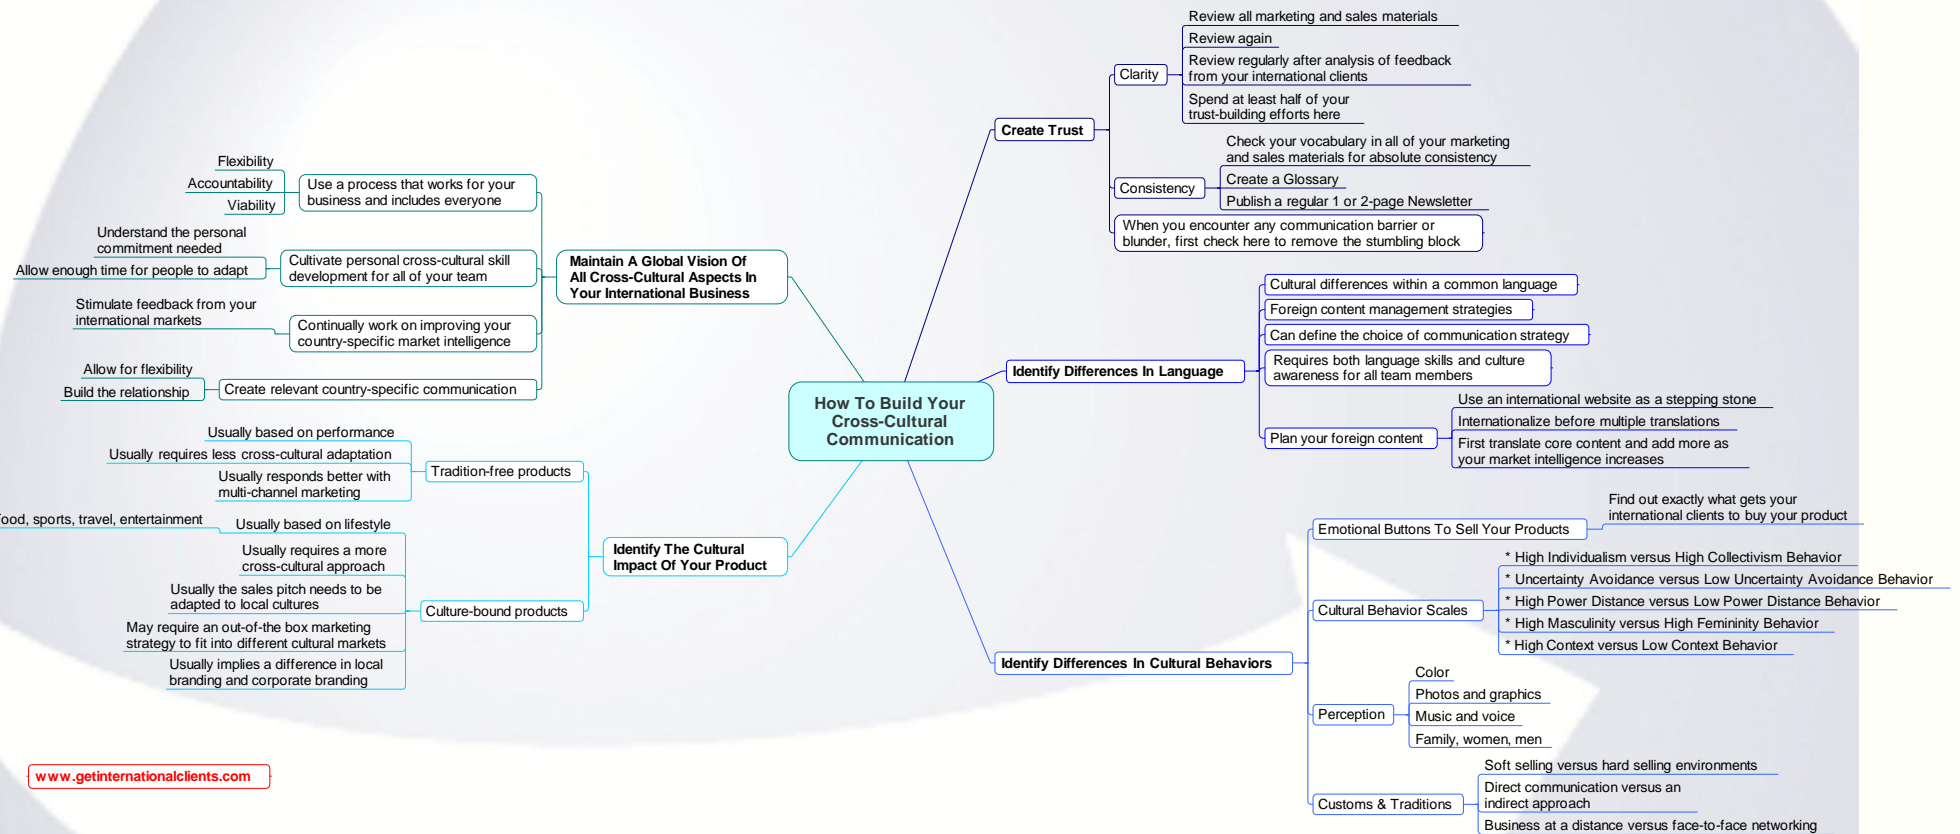 How To Build Your
Cross-Cultural
Communication
Create Trust
Clarity
Review all marketing and sales materials
Review again
Review regularly after analysis of feedback
from your international clients
Spend at least half of your
trust-building efforts here
Consistency
Check your vocabulary in all of your marketing
and sales materials for absolute consistency
Create a Glossary
Publish a regular 1 or 2-page Newsletter
When you encounter any communication barrier or
blunder, first check here to remove the stumbling block
Identify Differences In Language
Cultural differences within a common language
Foreign content management strategies
Can define the choice of communication strategy
Requires both language skills and culture
awareness for all team members
Plan your foreign content
Use an international website as a stepping stone
Internationalize before multiple translations
First translate core content and add more as
your market intelligence increases
Identify Differences In Cultural Behaviors
Emotional Buttons To Sell Your Products
Find out exactly what gets your
international clients to buy your product
Cultural Behavior Scales
* High Individualism versus High Collectivism Behavior
* Uncertainty Avoidance versus Low Uncertainty Avoidance Behavior
* High Power Distance versus Low Power Distance Behavior
* High Masculinity versus High Femininity Behavior
* High Context versus Low Context Behavior
Perception
Color
Photos and graphics
Music and voice
Family, women, men
Customs & Traditions
Soft selling versus hard selling environments
Direct communication versus an
indirect approach
Business at a distance versus face-to-face networking
Maintain A Global Vision Of
All Cross-Cultural Aspects In
Your International Business
Use a process that works for your
business and includes everyone
Flexibility
Accountability
Viability
Cultivate personal cross-cultural skill
development for all of your team
Understand the personal
commitment needed
Allow enough time for people to adapt
Continually work on improving your
country-specific market intelligence
Stimulate feedback from your
international markets
Create relevant country-specific communication
Allow for flexibility
Build the relationship
Identify The Cultural
Impact Of Your Product
Tradition-free products
Usually based on performance
Usually requires less cross-cultural adaptation
Usually responds better with
multi-channel marketing
Culture-bound products
Usually based on lifestyle
ood, sports, travel, entertainment
Usually requires a more
cross-cultural approach
Usually the sales pitch needs to be
adapted to local cultures
May require an out-of-the box marketing
strategy to fit into different cultural markets
Usually implies a difference in local
branding and corporate branding
www.getinternationalclients.com